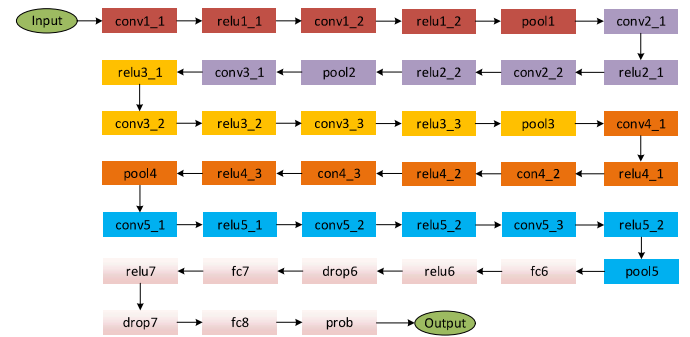 Input conv1_1 relu1_1 conv1_2 relu1_2 pool1 conv2_1
relu3_1 conv3_1 pool2 relu2_2 conv2_2 relu2_1
conv3_2 relu3_2 conv3_3 relu3_3 pool3 conv4_1
pool4 relu4_3 con4_3 relu4_2 con4_2 relu4_1
conv5_1 relu5_1 conv5_2 relu5_2 conv5_3 relu5_2
relu7 fc7 drop6 relu6 fc6 pool5
drop7 fc8 prob Output